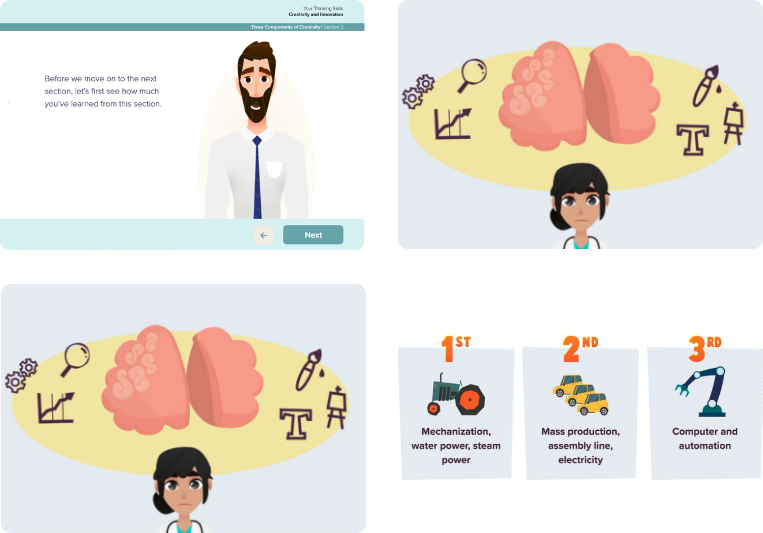 Your Thinking Skills
Creativity and Innovation
Three Components of Creativity | Section 2
Before we move on to the next
section, let's first see how much
you've learned from this section.
Next
T
T
1ST
2ND
3RD
Mechanization,
water power, steam
power
Mass production,
assembly line,
electricity
Computer and
automation